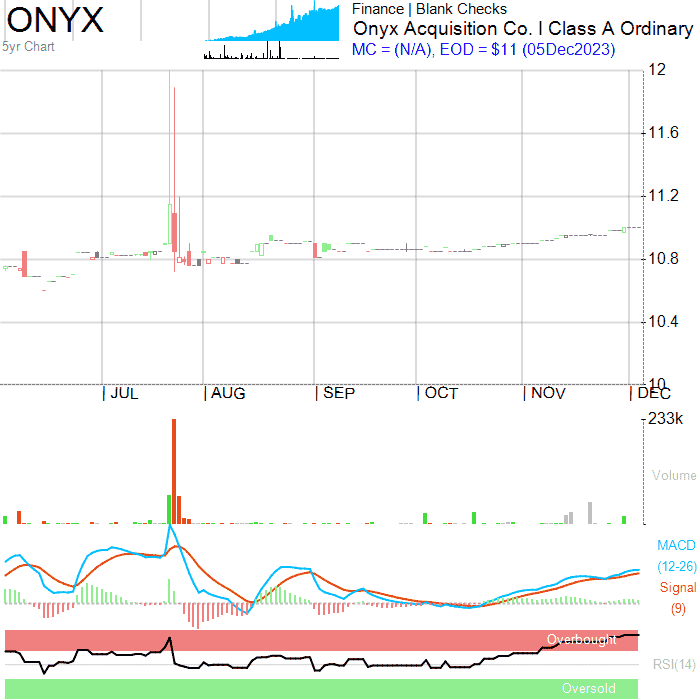 ONYX
5yr Chart
Finance | Blank Checks
Onyx Acquisition Co. I Class A Ordinary
MC = (N/A), EOD = $11 (05Dec2023)
12
11.6
11.2
10.8
10.4
10
| JUL | AUG | SEP | OCT | NOV | DEC
233k
Volume
MACD
(12-26)
Signal
(9)
Overbought
RSI(14)
Oversold